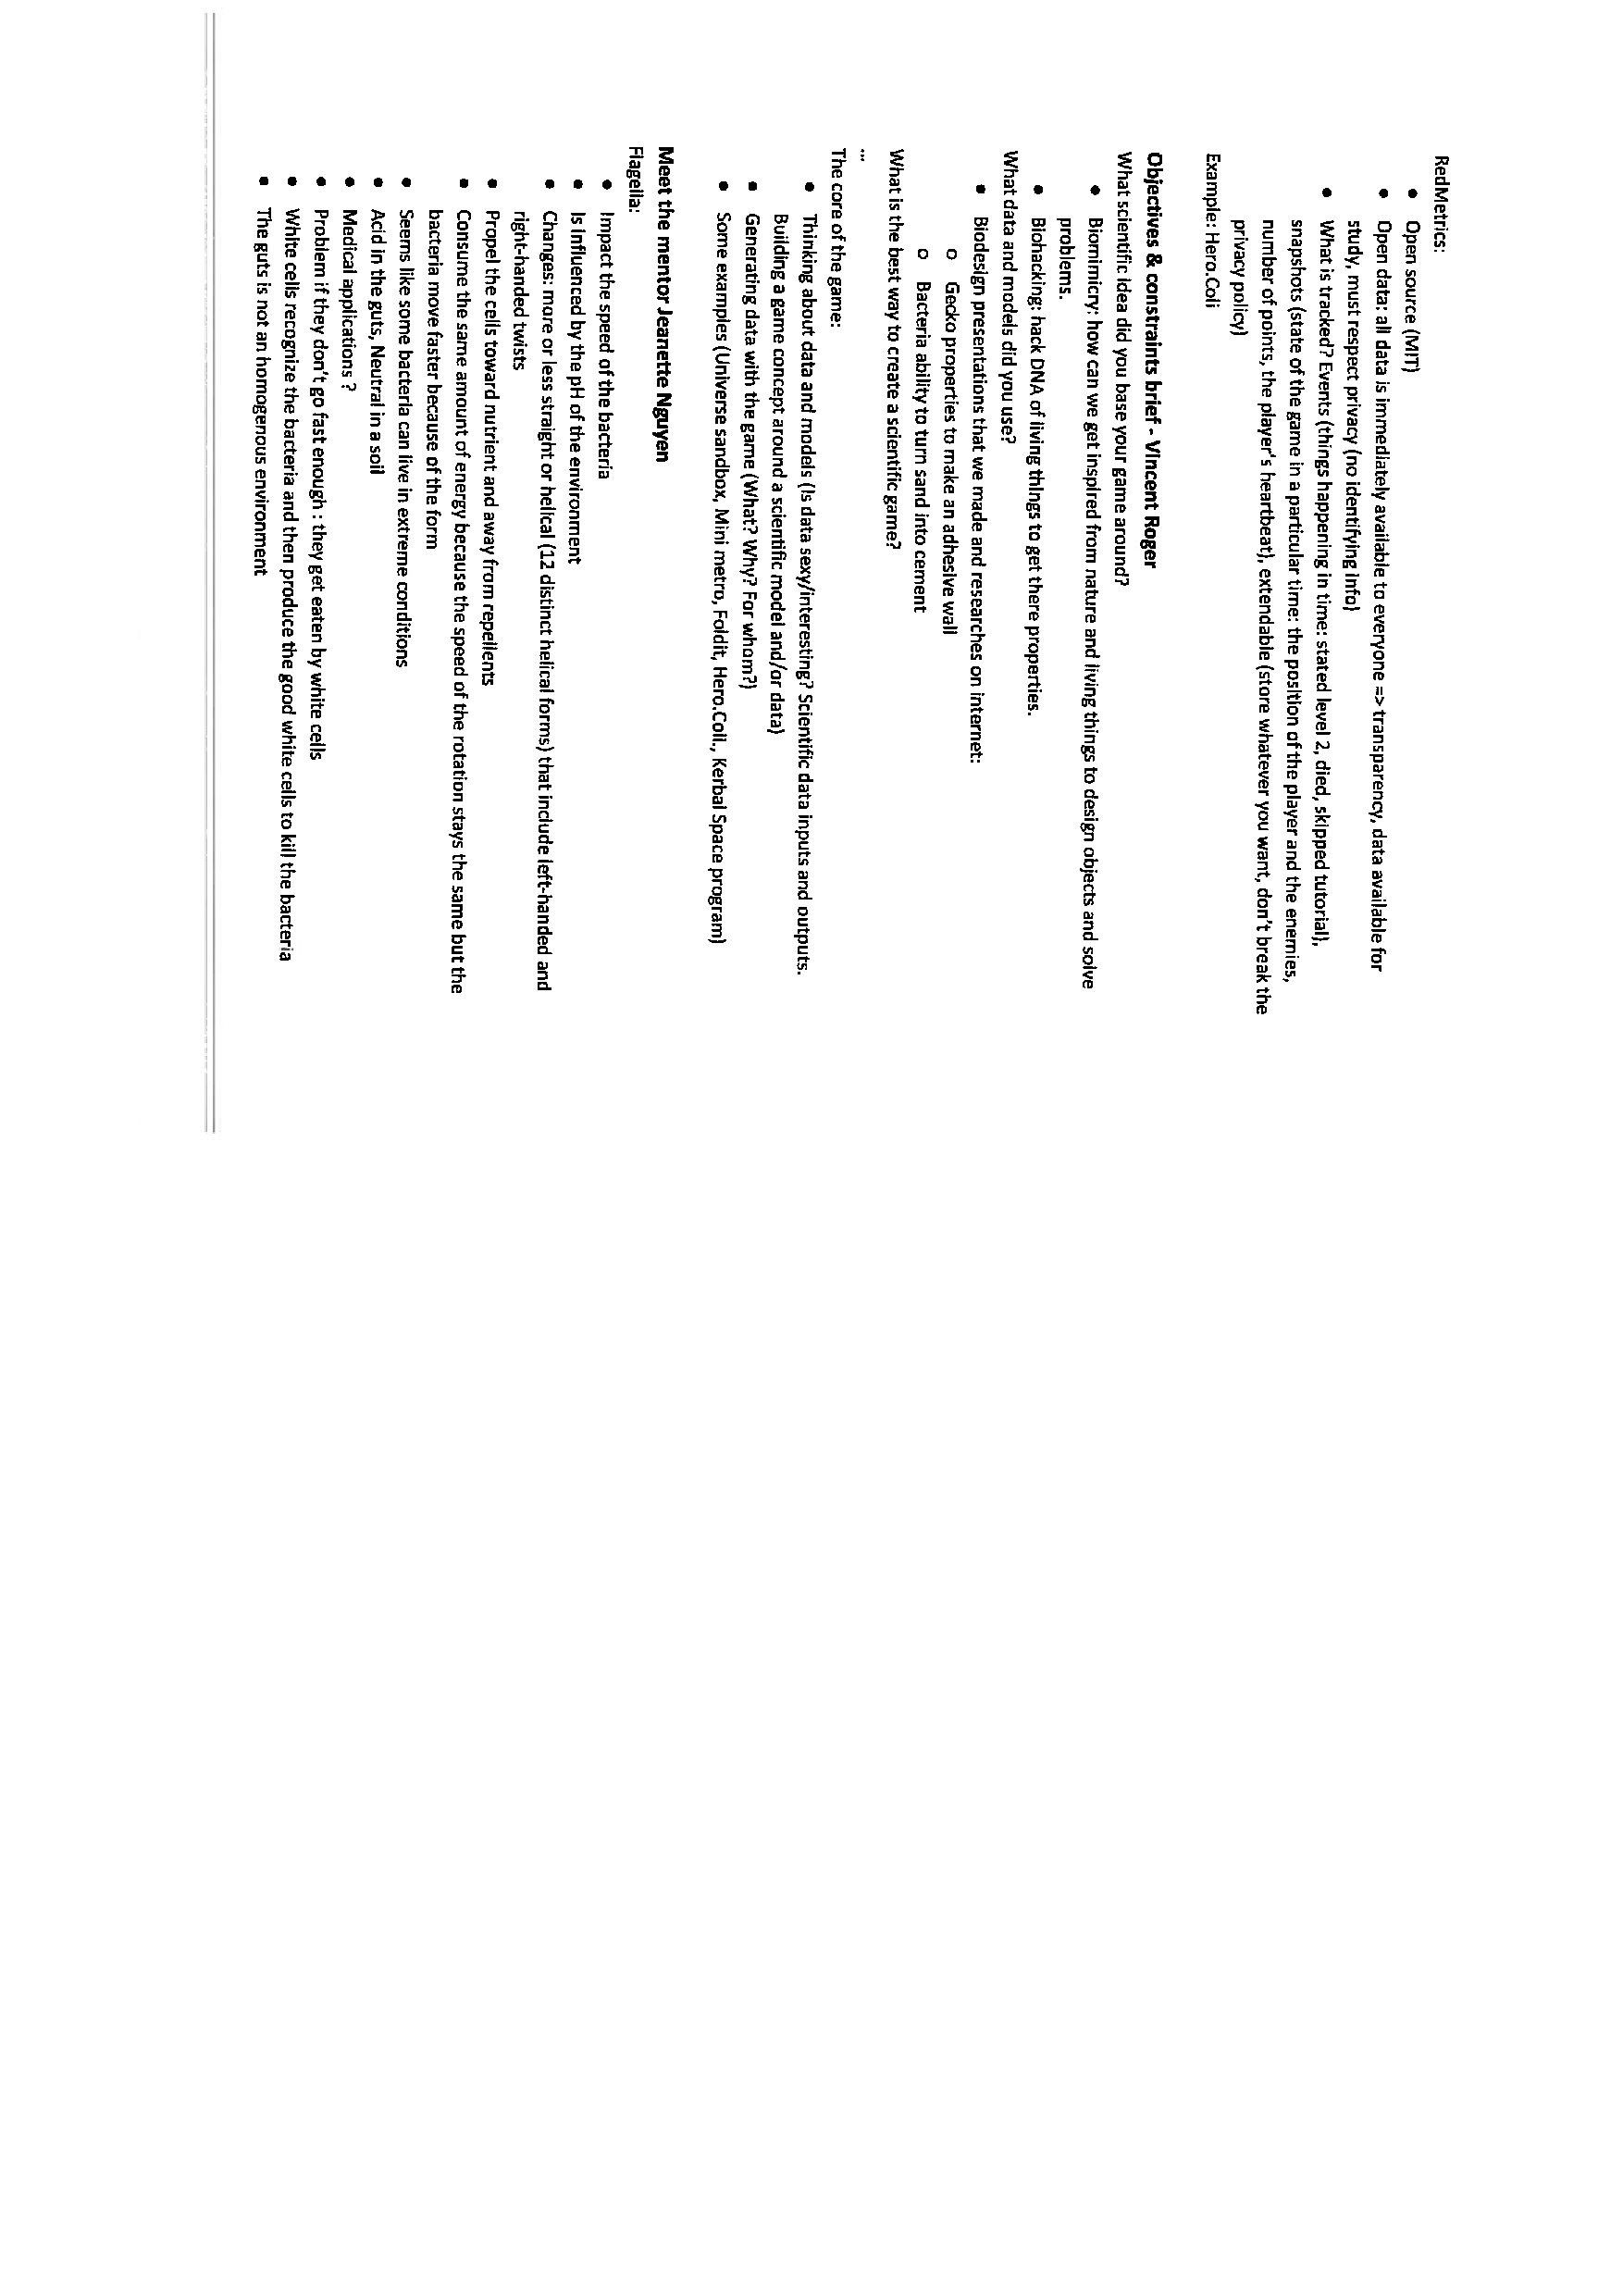 RedMetrics:
● Open source (MIT)
● Open data: all data is immediately available to everyone => transparency, data available for
study, must respect privacy (no identifying info)
● What is tracked? Events (things happening in time: stated level 2, died, skipped tutorial),
snapshots (state of the game in a particular time: the position of the player and the enemies,
number of points, the player's heartbeat), extendable (store whatever you want, don't break the
privacy policy)
Example: Hero.Coli
Objectives & constraints brief - Vincent Roger
What scientific idea did you base your game around?
● Biomimicry: how can we get inspired from nature and living things to design objects and solve
problems.
● Biohacking: hack DNA of living things to get there properties.
What data and models did you use?
● Biodesign presentations that we made and researches on internet:
o Gecko properties to make an adhesive wall
o Bacteria ability to turn sand into cement
What is the best way to create a scientific game?
...
The core of the game:
● Thinking about data and models (Is data sexy/interesting? Scientific data inputs and outputs.
Building a game concept around a scientific model and/or data)
● Generating data with the game (What? Why? For whom?)
● Some examples (Universe sandbox, Mini metro, Foldit, Hero.Coli., Kerbal Space program)
Meet the mentor Jeanette Nguyen
Flagella:
● Impact the speed of the bacteria
● Is influenced by the pH of the environment
● Changes: more or less straight or helical (12 distinct helical forms) that include left-handed and
right-handed twists
● Propel the cells toward nutrient and away from repellents
● Consume the same amount of energy because the speed of the rotation stays the same but the
bacteria move faster because of the form
● Seems like some bacteria can live in extreme conditions
● Acid in the guts, Neutral in a soil
● Medical applications ?
● Problem if they don't go fast enough : they get eaten by white cells
● White cells recognize the bacteria and then produce the good white cells to kill the bacteria
● The guts is not an homogenous environment